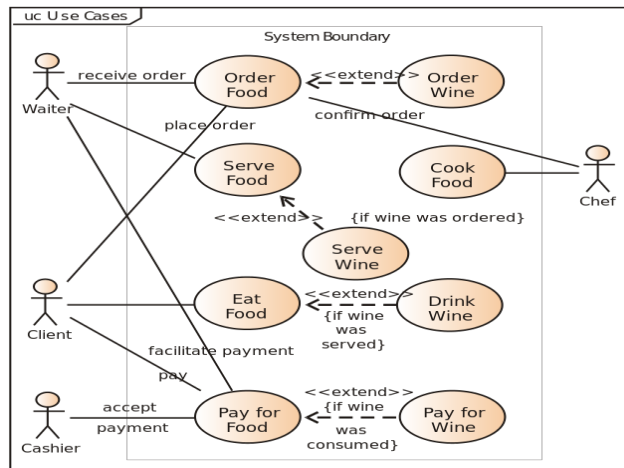 uc Use Cases
System Boundary
receive order
Order
Food
<<extend>>
Order
Wine
Waiter
place order
confirm order
Serve
Food
Cook
Food
Chef
<<extend>>
{if wine was ordered}
Serve
Wine
Client
Eat
Food
<<extend>>
{if wine
was
served}
Drink
Wine
facilitate payment
pay
<<extend>>
{if wine
was
consumed}
accept
payment
Pay for
Food
Pay for
Wine
Cashier